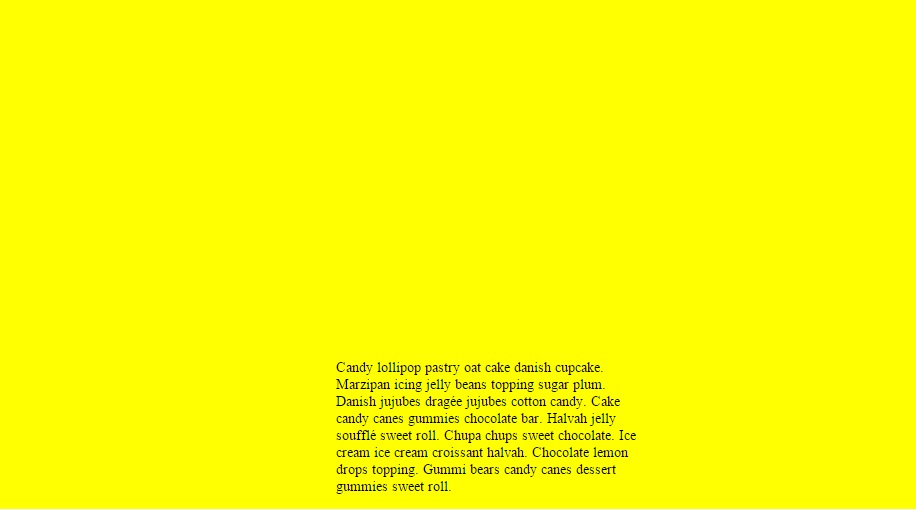 Candy lollipop pastry oat cake danish cupcake.
Marzipan icing jelly beans topping sugar plum.
Danish jujubes dragée jujubes cotton candy. Cake
candy canes gummies chocolate bar. Halvah jelly
soufflé sweet roll. Chupa chups sweet chocolate. Ice
cream ice cream croissant halvah. Chocolate lemon
drops topping. Gummi bears candy canes dessert
gummies sweet roll.